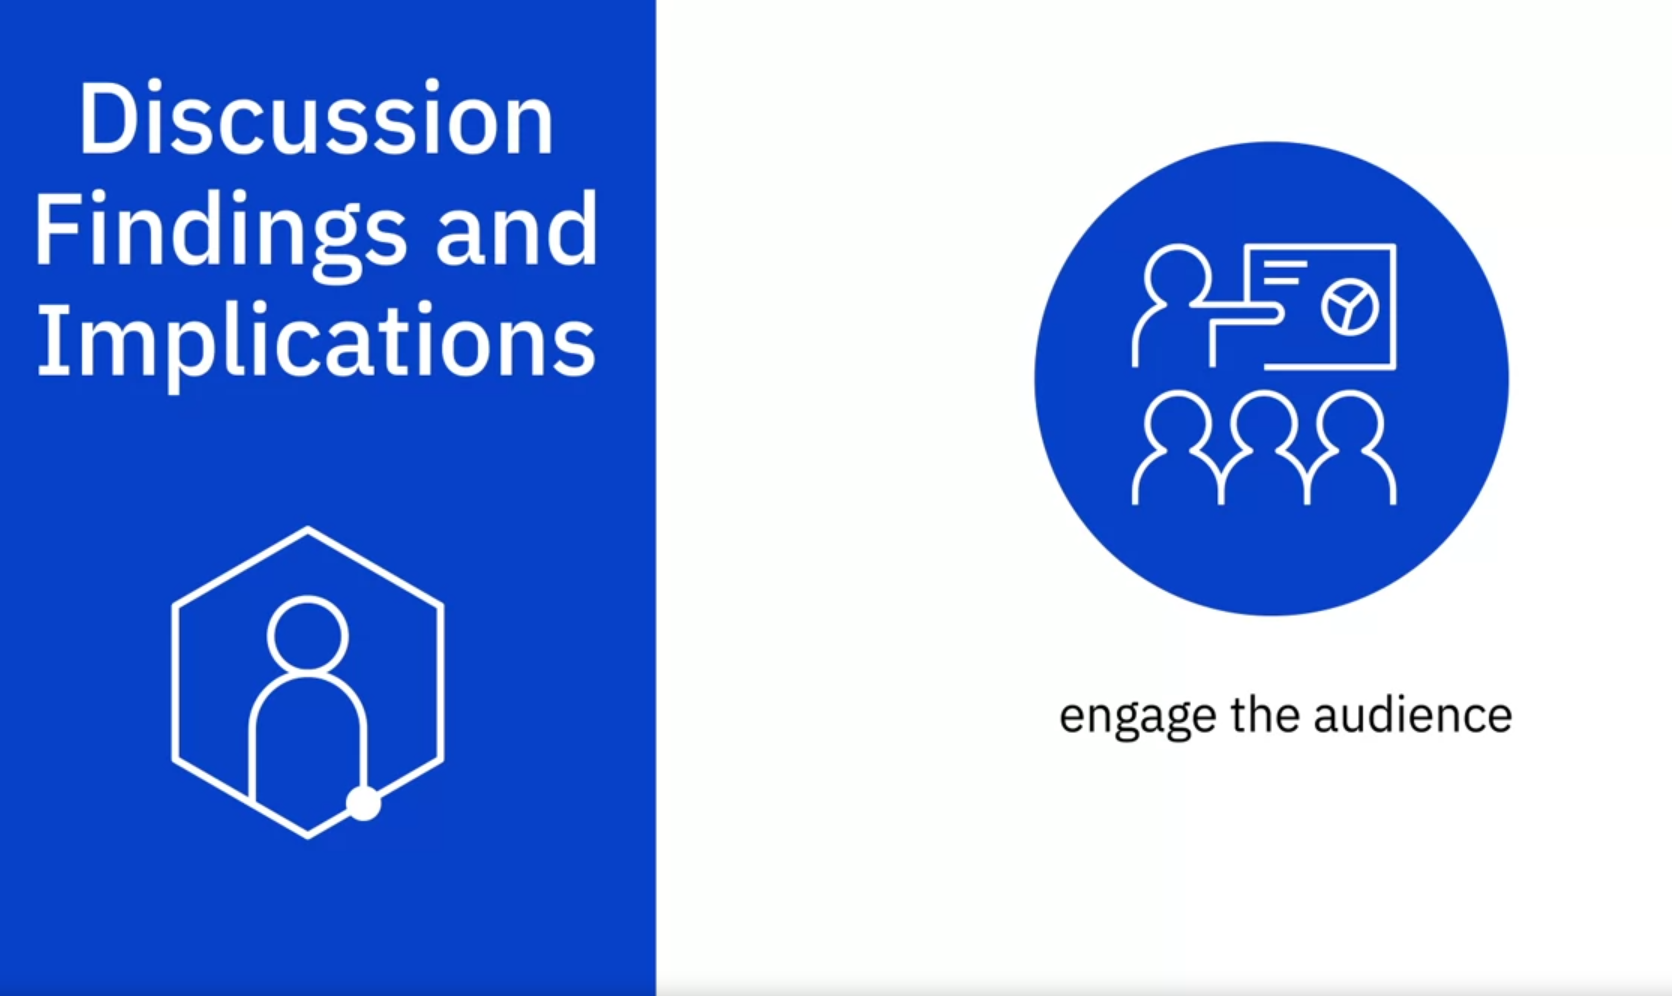 Discussion
Findings and
Implications
engage the audience